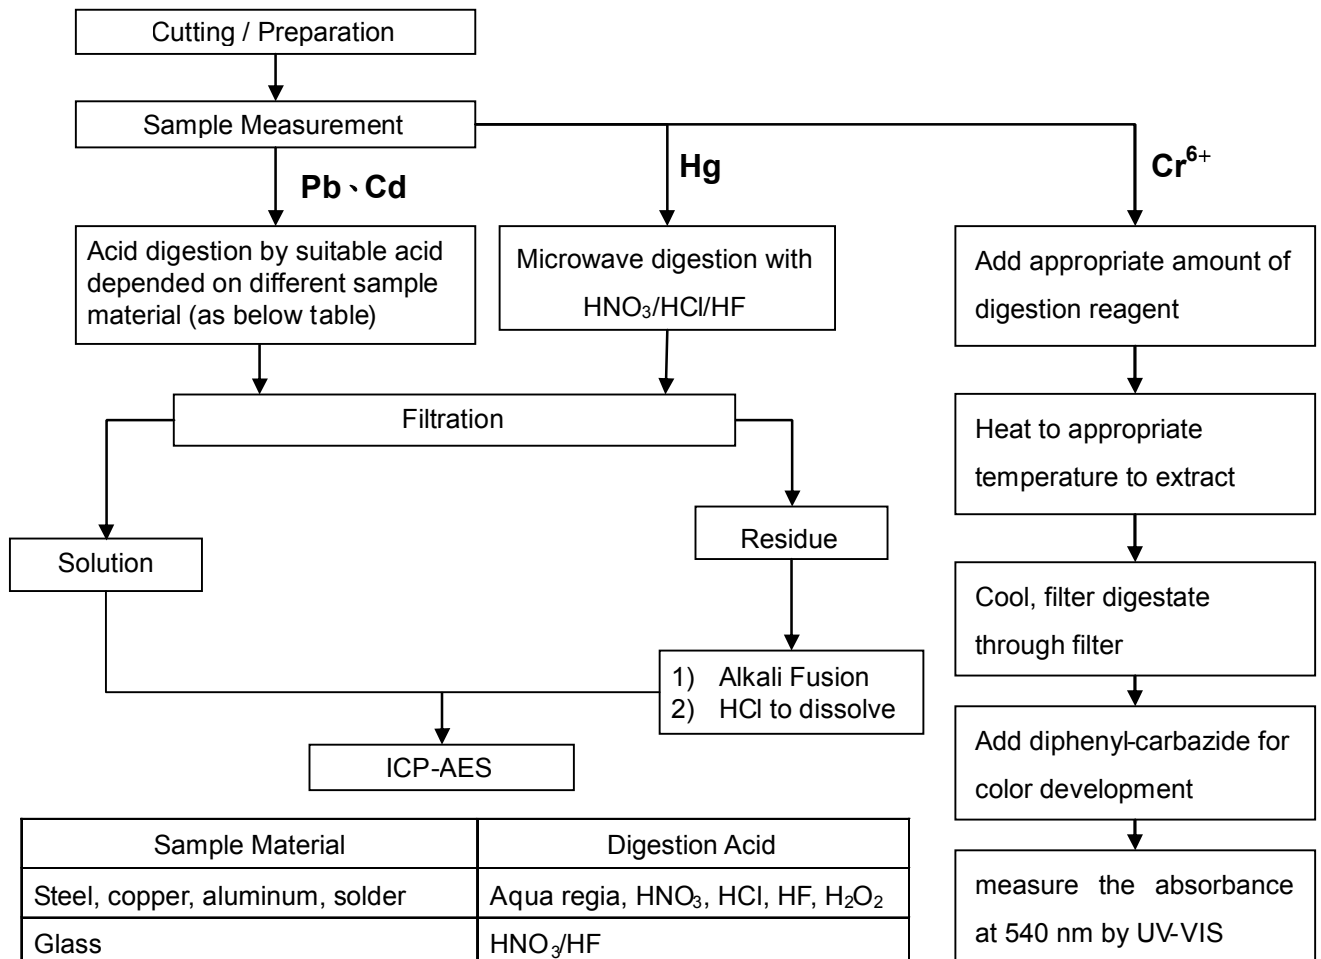 Cutting / Preparation
Sample Measurement
Pb、Cd
Hg
Cr⁶⁺
Acid digestion by suitable acid
depended on different sample
material (as below table)
Microwave digestion with
HNO₃/HCl/HF
Add appropriate amount of
digestion reagent
Filtration
Heat to appropriate
temperature to extract
Solution
Residue
Cool, filter digestate
through filter
1) Alkali Fusion
2) HCl to dissolve
ICP-AES
Add diphenyl-carbazide for
color development
measure the absorbance
at 540 nm by UV-VIS
Sample Material Digestion Acid
Steel, copper, aluminum, solder Aqua regia, HNO₃, HCl, HF, H₂O₂
Glass HNO₃/HF